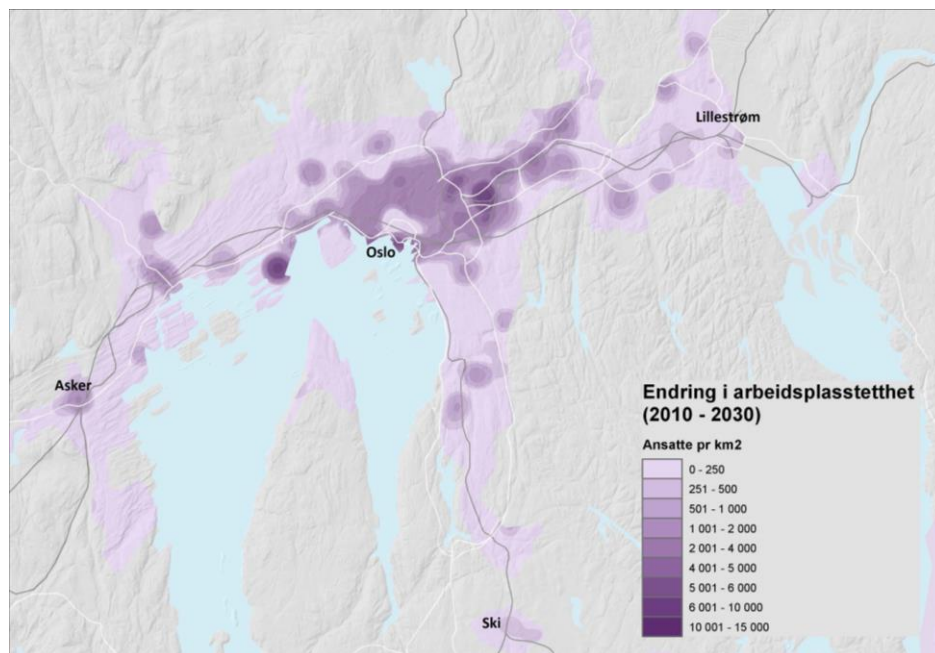 Lillestrøm
Oslo
Asker
Ski
Endring i arbeidsplasstetthet
(2010 - 2030)
Ansatte pr km2
0 - 250
251 - 500
501 - 1 000
1 001 - 2 000
2 001 - 4 000
4 001 - 5 000
5 001 - 6 000
6 001 - 10 000
10 001 - 15 000